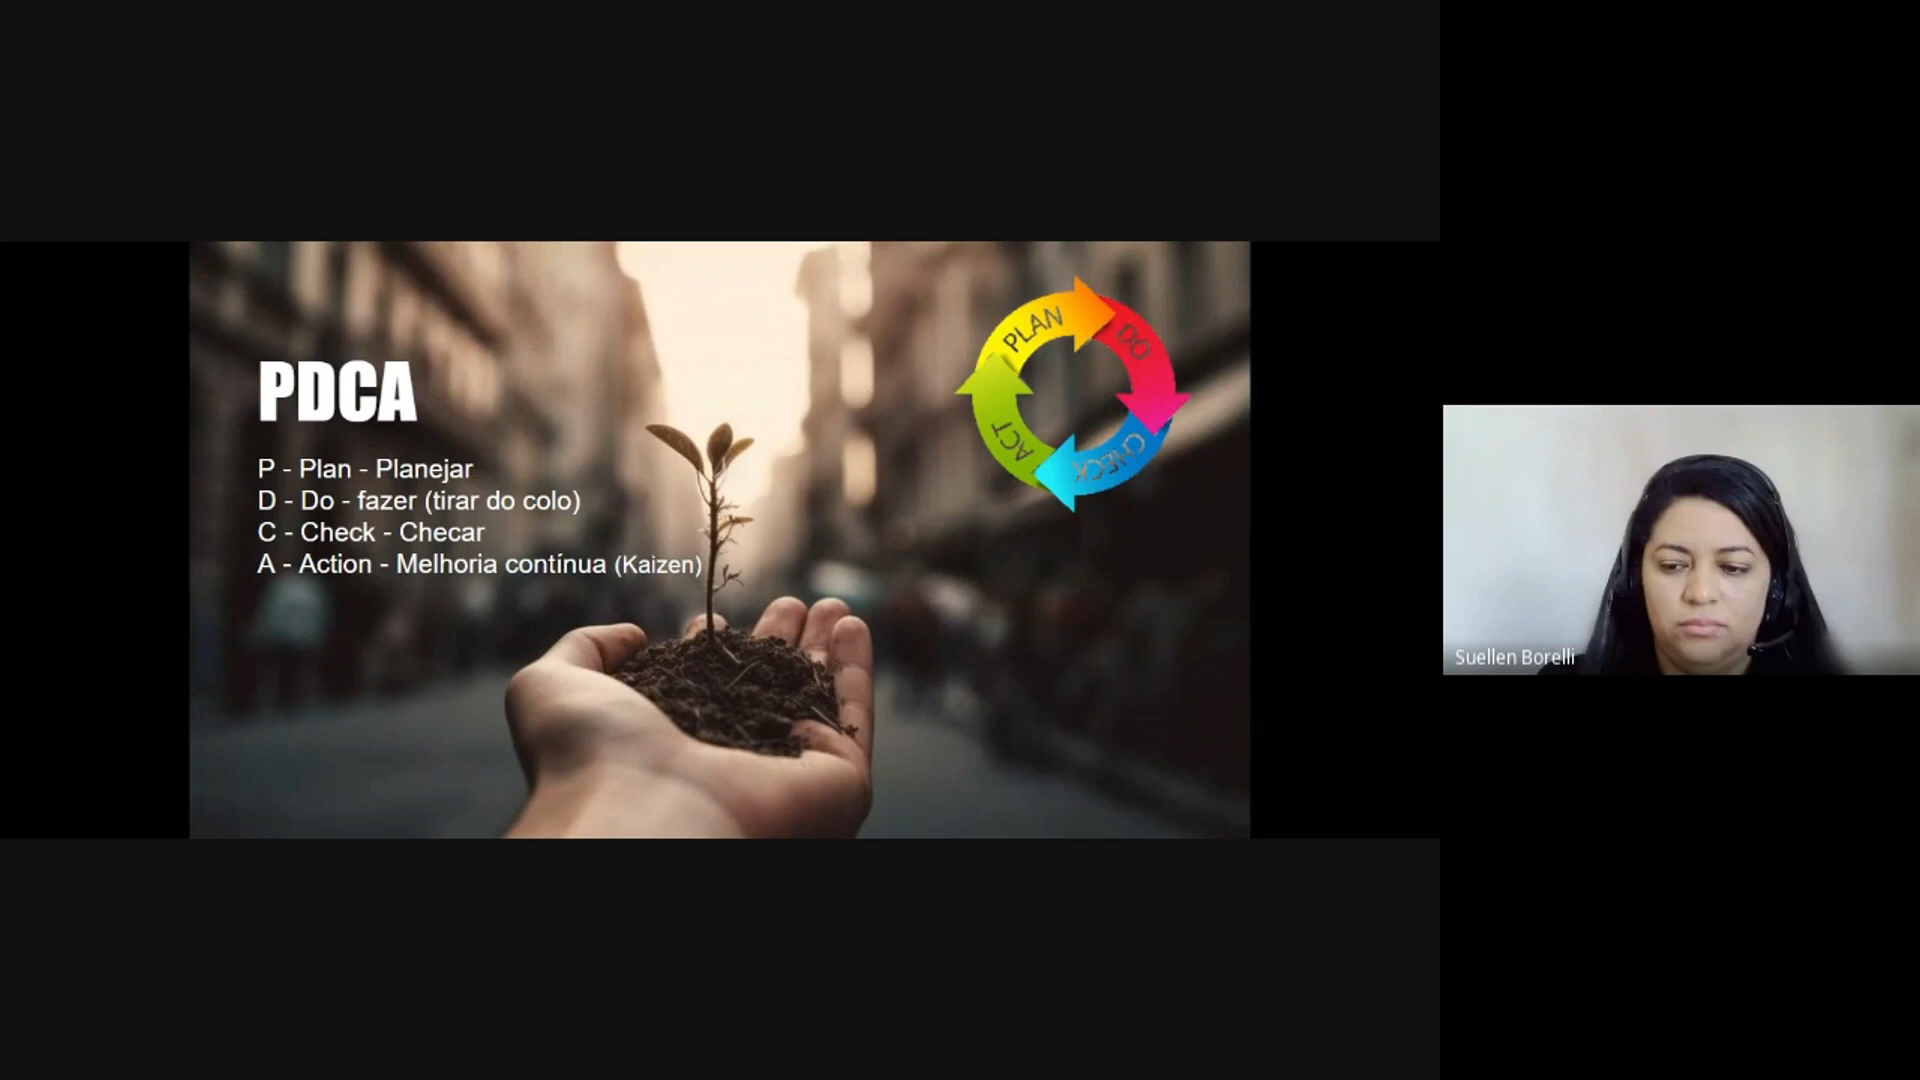 PDCA
P - Plan - Planejar
D - Do - fazer (tirar do colo)
C - Check - Checar
A - Action - Melhoria contínua (Kaizen)
PLAN
DO
CHECK
ACT
Suellen Borelli